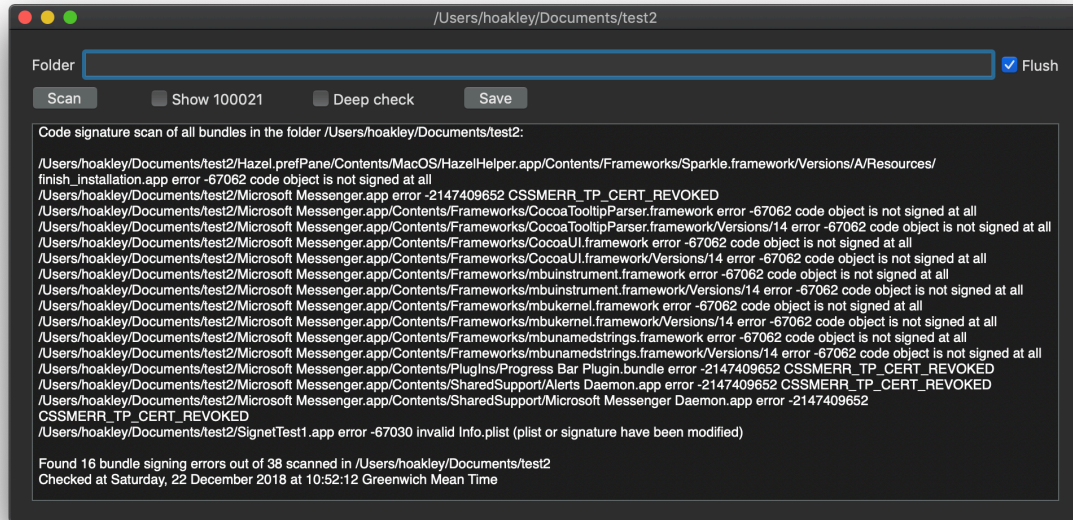 /Users/hoakley/Documents/test2
Folder
Flush
Scan
Show 100021
Deep check
Save
Code signature scan of all bundles in the folder /Users/hoakley/Documents/test2:
/Users/hoakley/Documents/test2/Hazel.prefPane/Contents/MacOS/HazelHelper.app/Contents/Frameworks/Sparkle.framework/Versions/A/Resources/
finish_installation.app error -67062 code object is not signed at all
/Users/hoakley/Documents/test2/Microsoft Messenger.app error -2147409652 CSSMERR_TP_CERT_REVOKED
/Users/hoakley/Documents/test2/Microsoft Messenger.app/Contents/Frameworks/CocoaTooltipParser.framework error -67062 code object is not signed at all
/Users/hoakley/Documents/test2/Microsoft Messenger.app/Contents/Frameworks/CocoaTooltipParser.framework/Versions/14 error -67062 code object is not signed at all
/Users/hoakley/Documents/test2/Microsoft Messenger.app/Contents/Frameworks/CocoaUI.framework error -67062 code object is not signed at all
/Users/hoakley/Documents/test2/Microsoft Messenger.app/Contents/Frameworks/CocoaUI.framework/Versions/14 error -67062 code object is not signed at all
/Users/hoakley/Documents/test2/Microsoft Messenger.app/Contents/Frameworks/mbuinstrument.framework error -67062 code object is not signed at all
/Users/hoakley/Documents/test2/Microsoft Messenger.app/Contents/Frameworks/mbuinstrument.framework/Versions/14 error -67062 code object is not signed at all
/Users/hoakley/Documents/test2/Microsoft Messenger.app/Contents/Frameworks/mbukernel.framework error -67062 code object is not signed at all
/Users/hoakley/Documents/test2/Microsoft Messenger.app/Contents/Frameworks/mbukernel.framework/Versions/14 error -67062 code object is not signed at all
/Users/hoakley/Documents/test2/Microsoft Messenger.app/Contents/Frameworks/mbunamedstrings.framework error -67062 code object is not signed at all
/Users/hoakley/Documents/test2/Microsoft Messenger.app/Contents/Frameworks/mbunamedstrings.framework/Versions/14 error -67062 code object is not signed at all
/Users/hoakley/Documents/test2/Microsoft Messenger.app/Contents/PlugIns/Progress Bar Plugin.bundle error -2147409652 CSSMERR_TP_CERT_REVOKED
/Users/hoakley/Documents/test2/Microsoft Messenger.app/Contents/SharedSupport/Alerts Daemon.app error -2147409652 CSSMERR_TP_CERT_REVOKED
/Users/hoakley/Documents/test2/Microsoft Messenger.app/Contents/SharedSupport/Microsoft Messenger Daemon.app error -2147409652
CSSMERR_TP_CERT_REVOKED
/Users/hoakley/Documents/test2/SignetTest1.app error -67030 invalid Info.plist (plist or signature have been modified)
Found 16 bundle signing errors out of 38 scanned in /Users/hoakley/Documents/test2
Checked at Saturday, 22 December 2018 at 10:52:12 Greenwich Mean Time